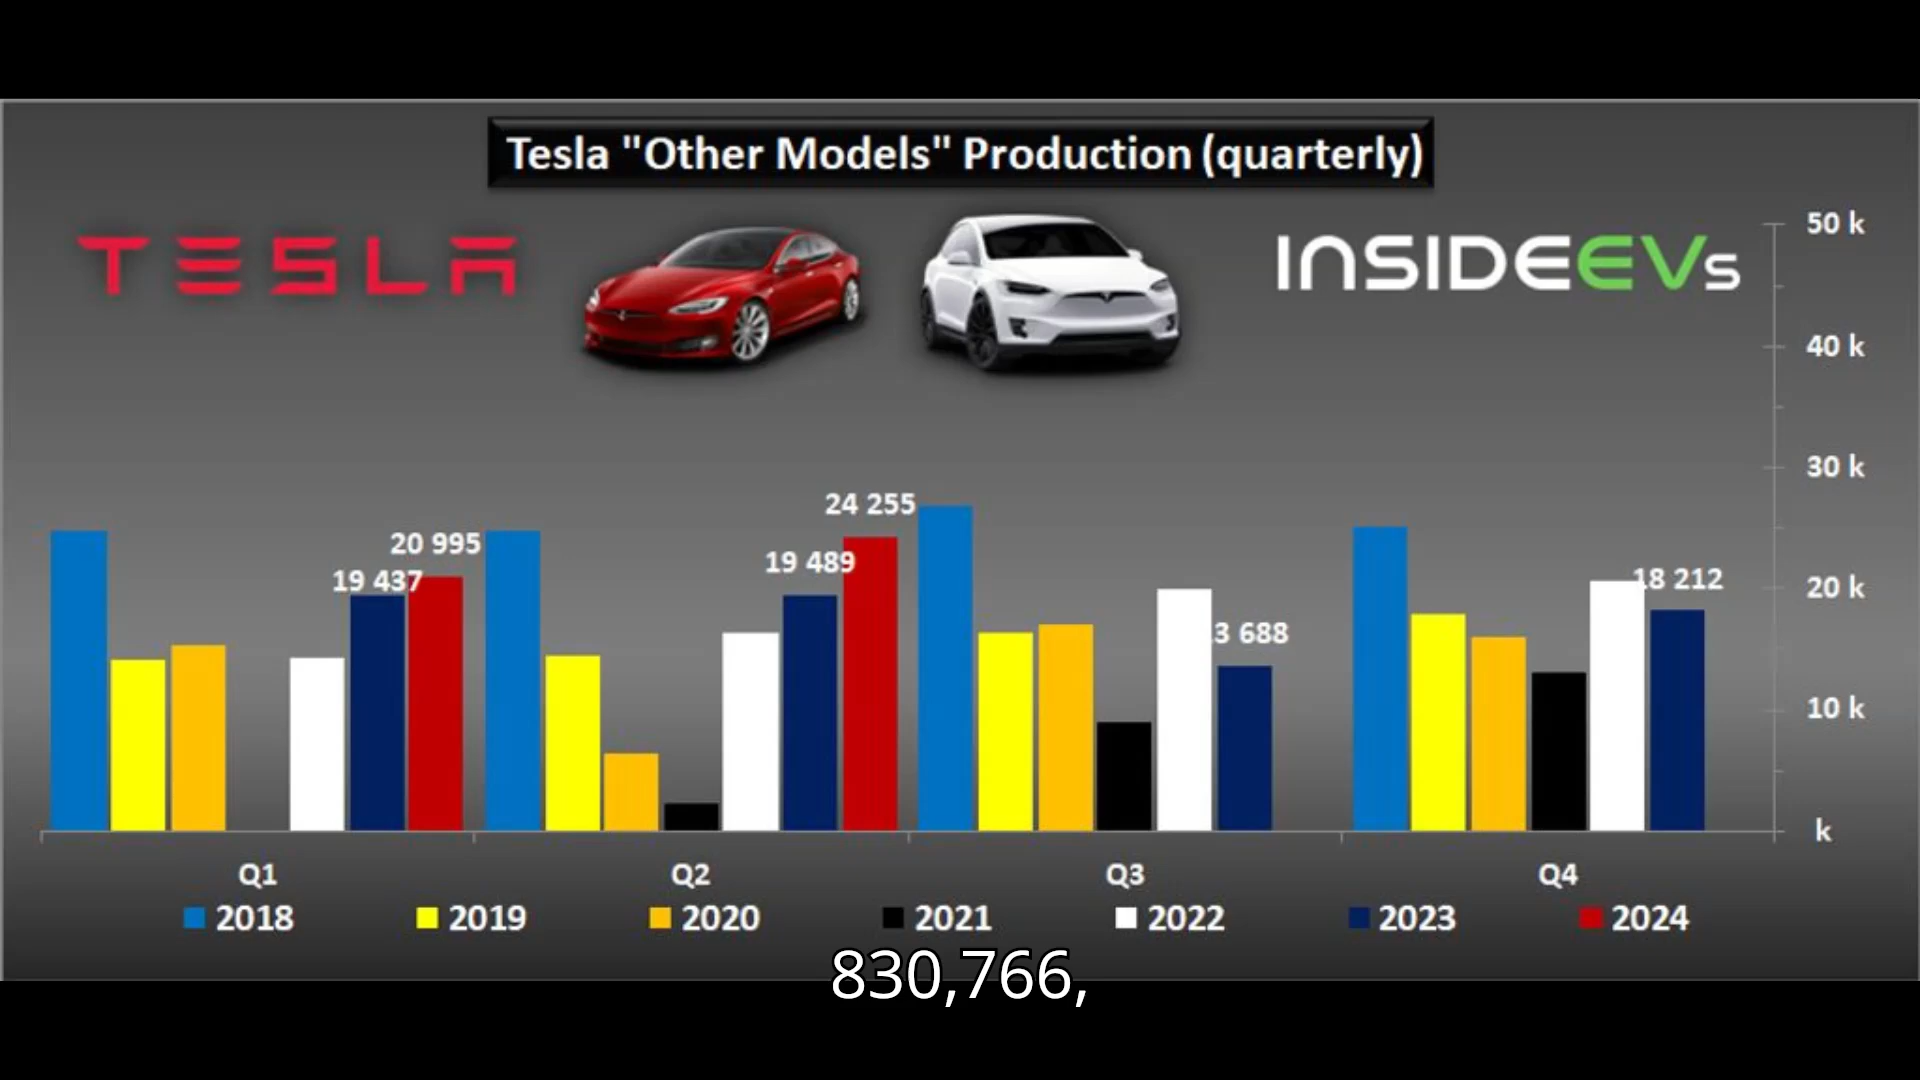 Tesla "Other Models" Production (quarterly)
TESLA
INSIDEEVs
50 k
40 k
30 k
20 k
10 k
k
20 995
19 437
24 255
19 489
3 688
18 212
Q1
Q2
Q3
Q4
2018
2019
2020
2021
2022
2023
2024
830,766,